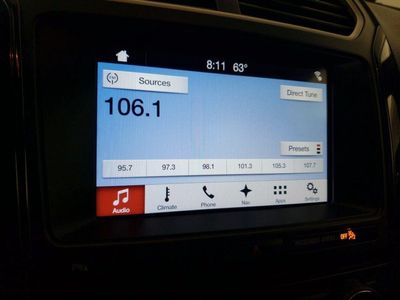 8:11 63°
Sources
Direct Tune
106.1
Presets
95.7 97.3 98.1 101.3 105.3 107.7
Audio Climate Phone Nav Apps Settings